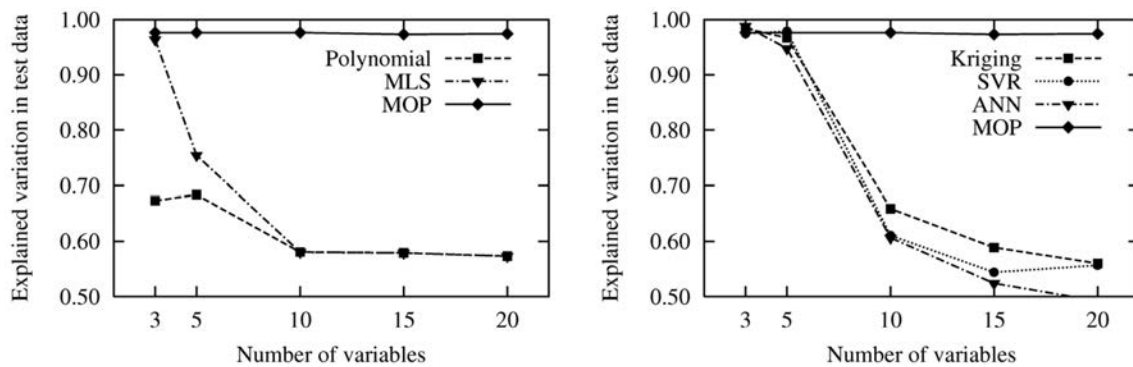 Explained variation in test data
1.00
0.90
0.80
0.70
0.60
0.50
Polynomial
MLS
MOP
3 5 10 15 20
Number of variables
Explained variation in test data
1.00
0.90
0.80
0.70
0.60
0.50
Kriging
SVR
ANN
MOP
3 5 10 15 20
Number of variables